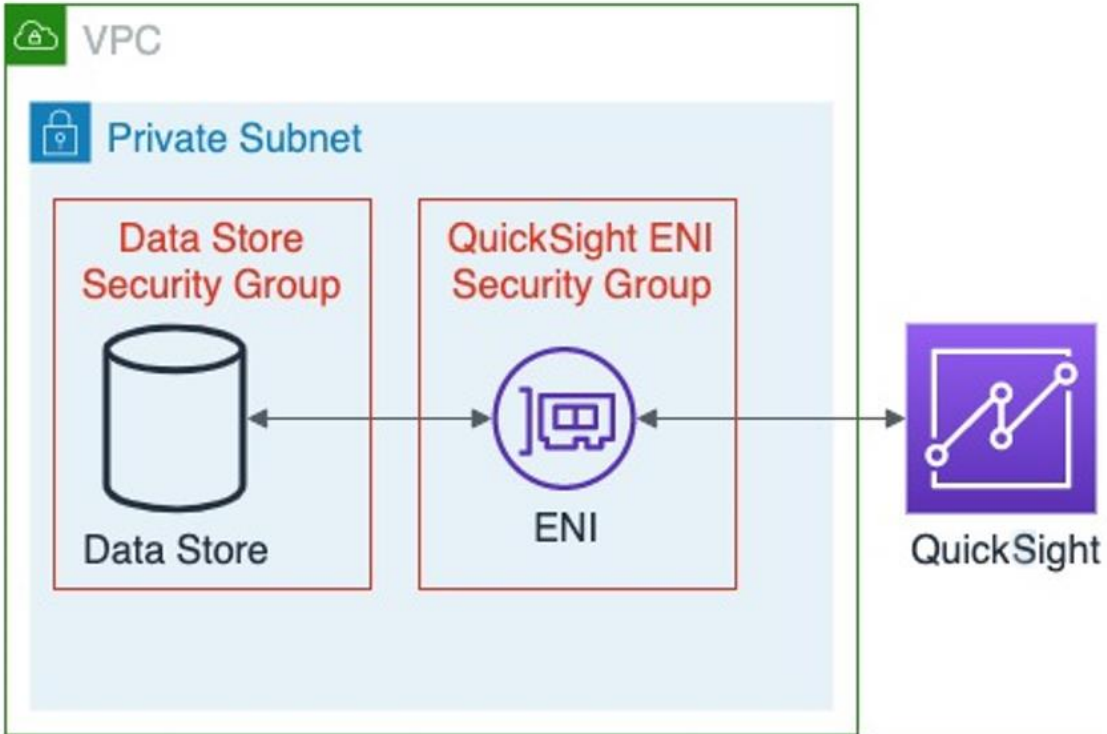 VPC
Private Subnet
Data Store
Security Group
QuickSight ENI
Security Group
Data Store
ENI
QuickSight